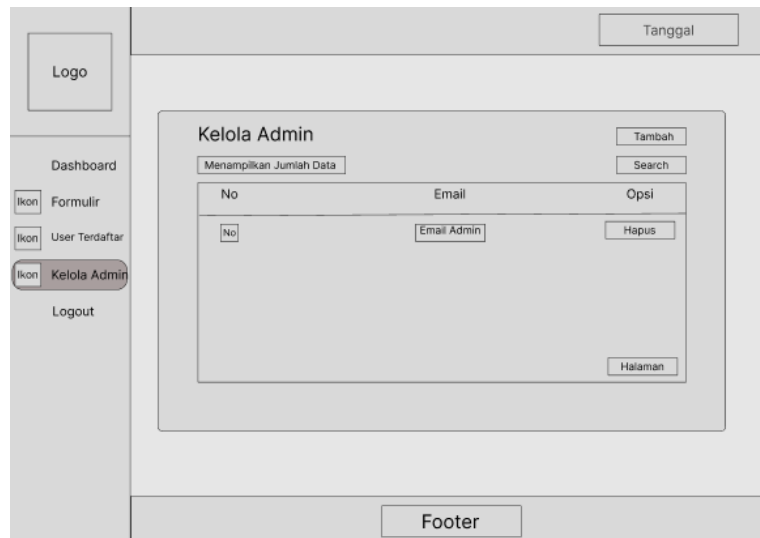 Tanggal
Logo
Dashboard
Ikon Formulir
Ikon User Terdaftar
Ikon Kelola Admin
Logout
Kelola Admin
Tambah
Menampilkan Jumlah Data
Search
No Email Opsi
No Email Admin Hapus
Halaman
Footer